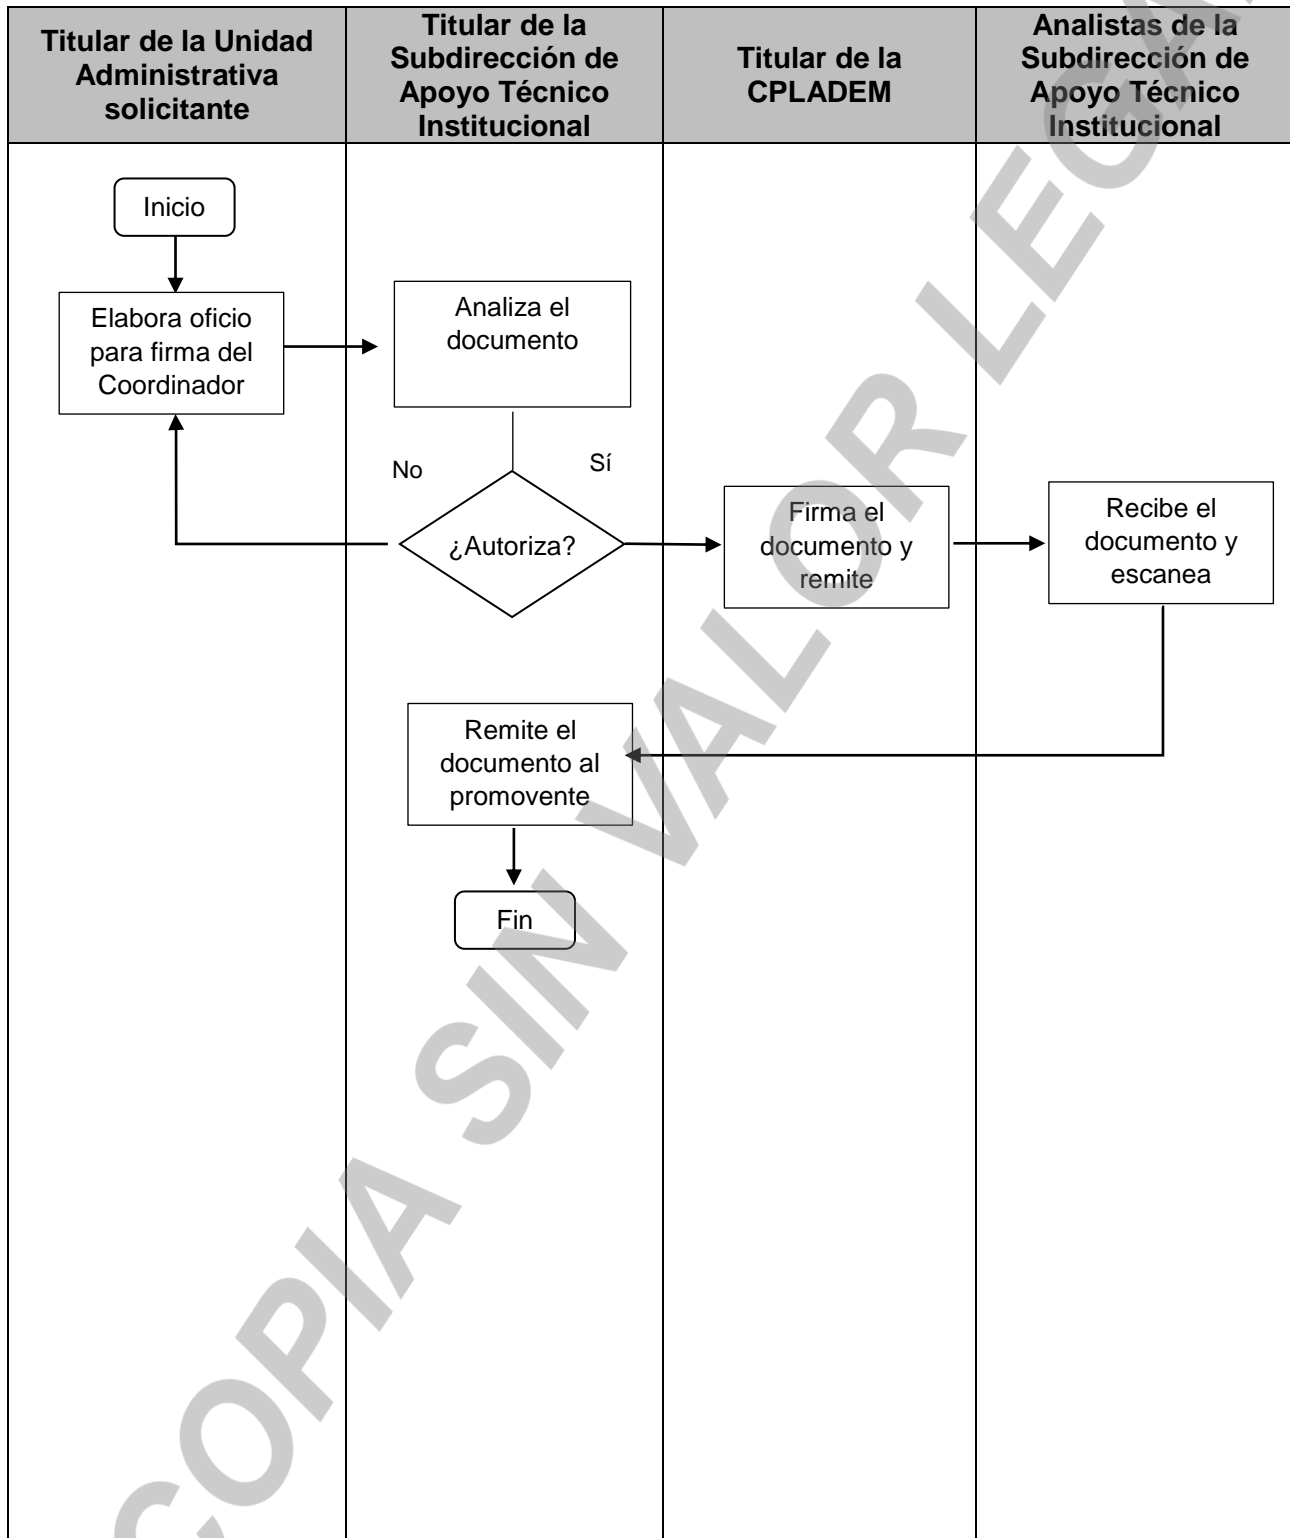 Titular de la Unidad
Administrativa
solicitante
Titular de la
Subdirección de
Apoyo Técnico
Institucional
Titular de la
CPLADEM
Analistas de la
Subdirección de
Apoyo Técnico
Institucional
Inicio
Elabora oficio
para firma del
Coordinador
Analiza el
documento
No
Sí
¿Autoriza?
Firma el
documento y
remite
Recibe el
documento y
escanea
Remite el
documento al
promovente
Fin
COPIA SIN VALOR LEGAL